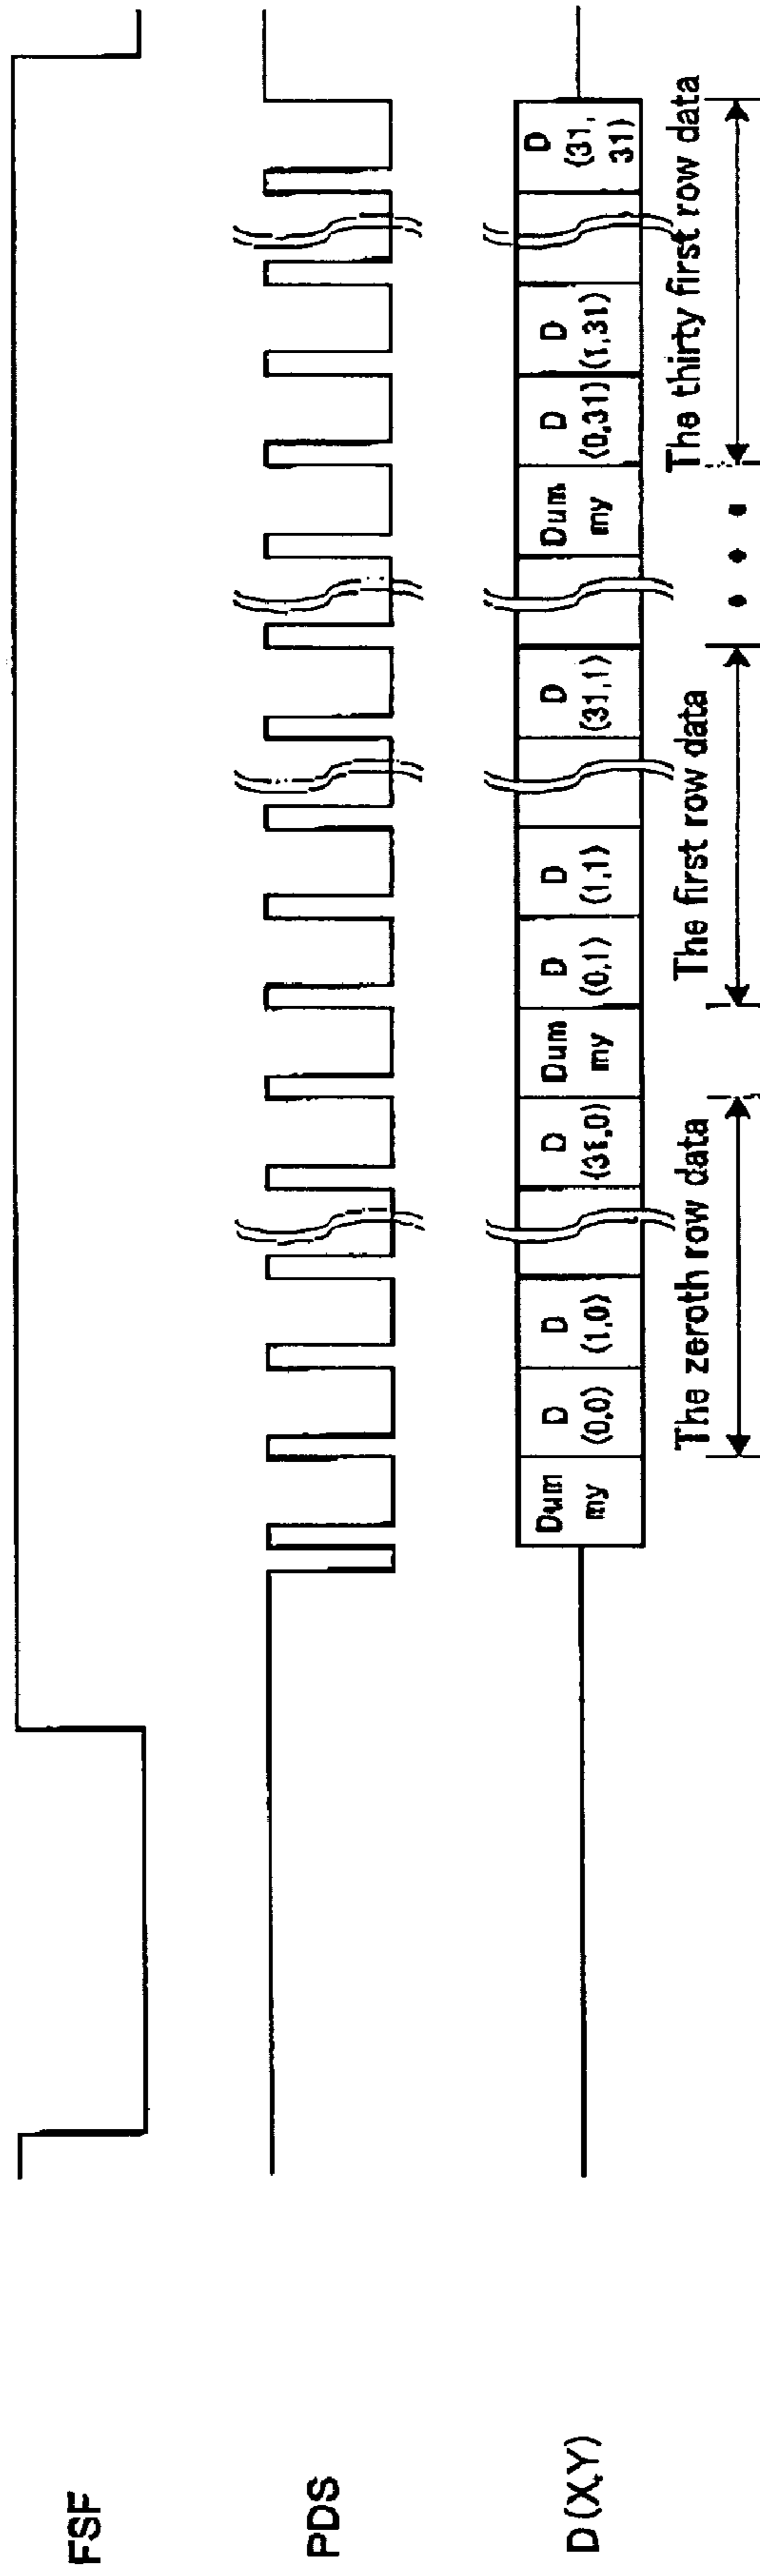 FSF
PDS
D(X,Y)
Dum
my
D
(0,0)
D
(1,0)
D
(31,0)
Dum
my
D
(0,1)
D
(1,1)
D
(31,1)
Dum
my
D
(0,31)
D
(1,31)
D
(31,
31)
The zeroth row data
The first row data
The thirty first row data